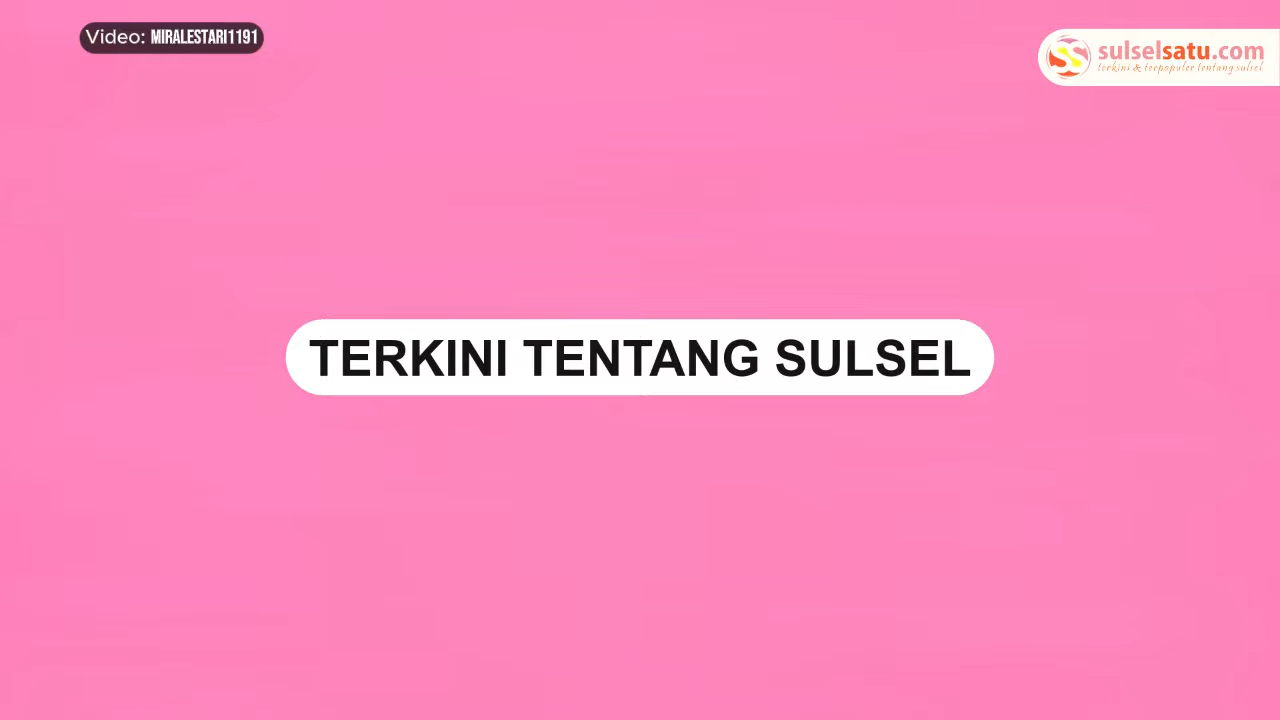 Video: MIRALESTARI1191
sulselsatu.com
terkini & terpopuler tentang sulsel
TERKINI TENTANG SULSEL